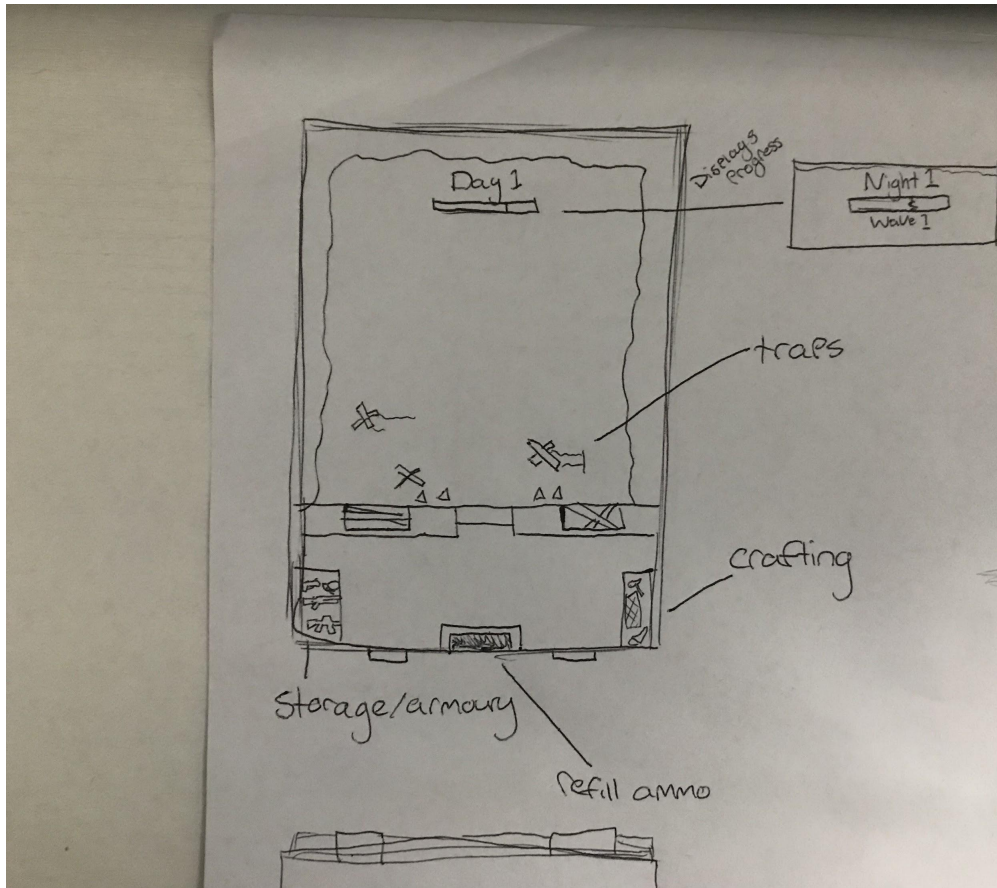 Displays
progress
Day 1
Night 1
Wave 1
traps
crafting
Storage/armoury
refill ammo